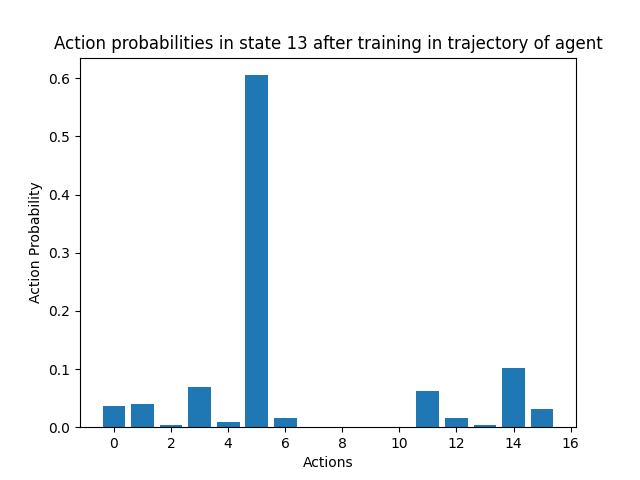 Action probabilities in state 13 after training in trajectory of agent
0.6
0.5
0.4
0.3
0.2
0.1
0.0
Action Probability
0 2 4 6 8 10 12 14 16
Actions